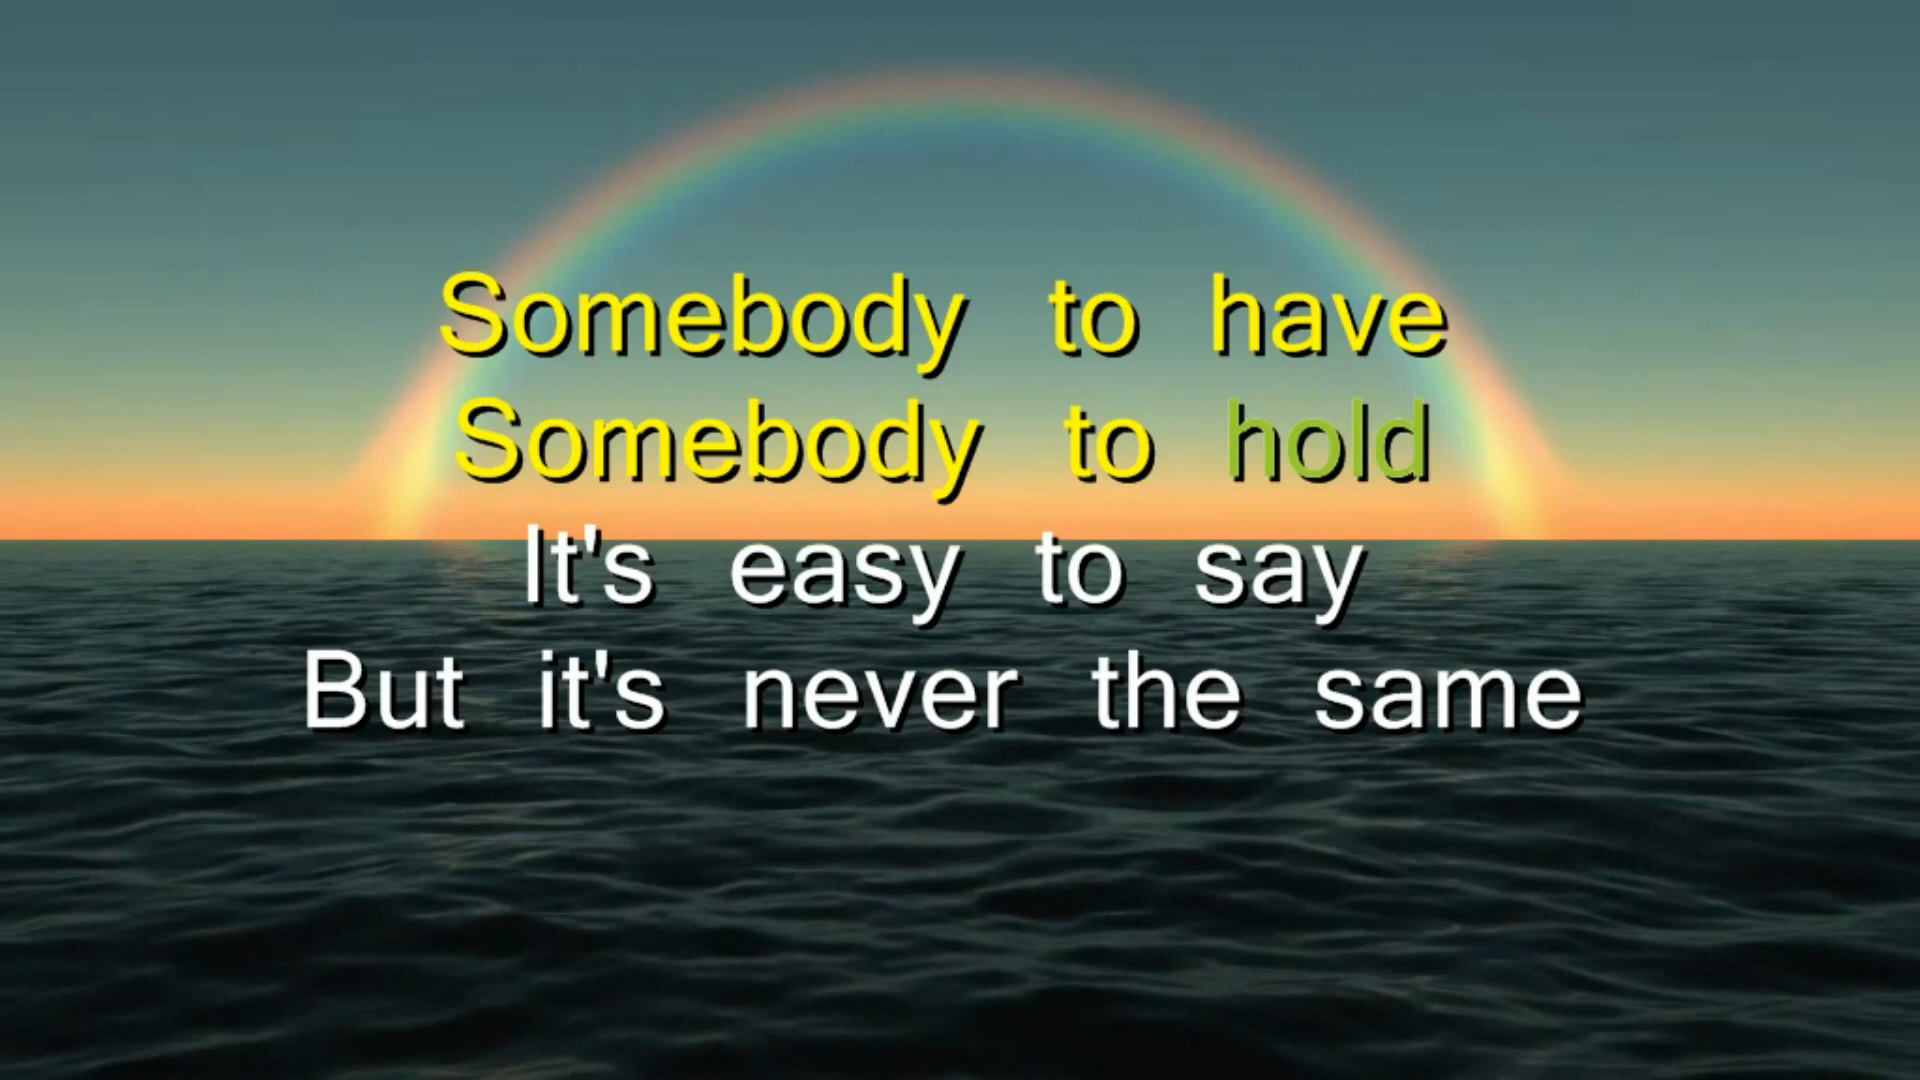 Somebody to have
Somebody to hold
It's easy to say
But it's never the same